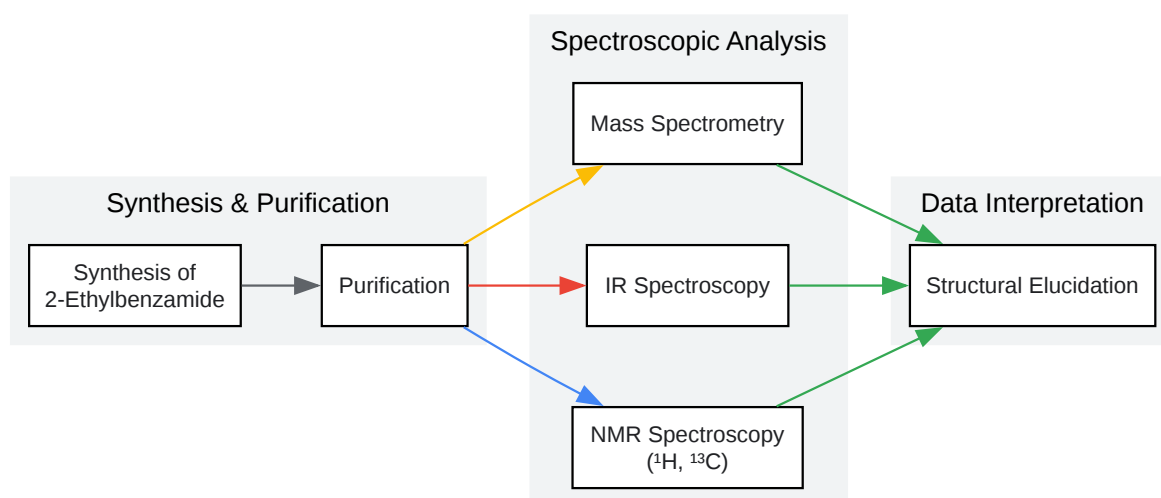 Synthesis & Purification
Synthesis of
2-Ethylbenzamide
Purification
Spectroscopic Analysis
Mass Spectrometry
IR Spectroscopy
NMR Spectroscopy
(¹H, ¹³C)
Data Interpretation
Structural Elucidation